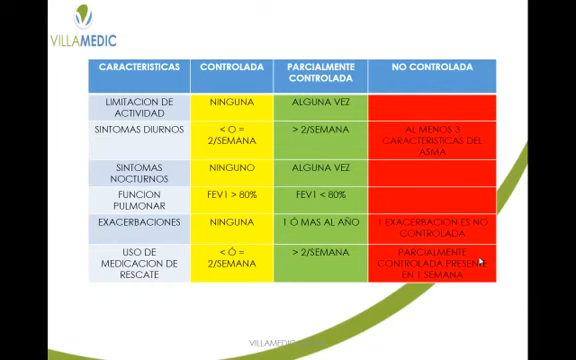 VILLAMEDIC
CARACTERISTICAS
CONTROLADA
PARCIALMENTE
CONTROLADA
NO CONTROLADA
LIMITACION DE
ACTIVIDAD
NINGUNA
ALGUNA VEZ
SINTOMAS DIURNOS
< O =
2/SEMANA
> 2/SEMANA
AL MENOS 3
CARACTERISTICAS DEL
ASMA
SINTOMAS
NOCTURNOS
NINGUNO
ALGUNA VEZ
FUNCION
PULMONAR
FEV1 > 80%
FEV1 < 80%
EXACERBACIONES
NINGUNA
1 Ó MAS AL AÑO
1 EXACERBACION ES NO
CONTROLADA
USO DE
MEDICACION DE
RESCATE
< Ó =
2/SEMANA
> 2/SEMANA
PARCIALMENTE
CONTROLADA PRESENTE
EN 1 SEMANA